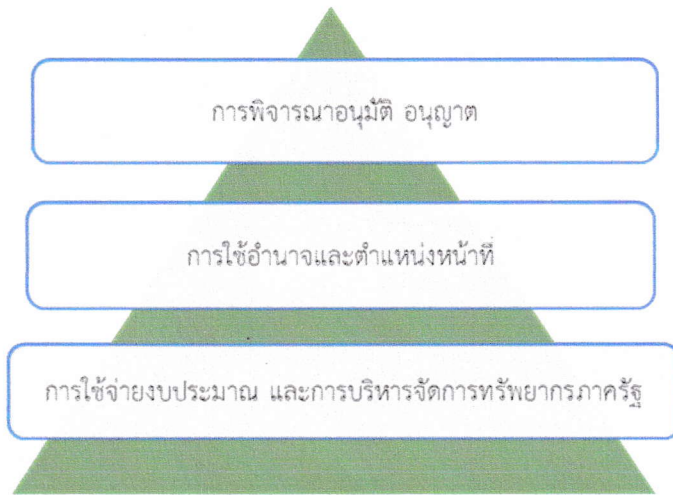 การพิจารณาอนุมัติ อนุญาต
การใช้อำนาจและตำแหน่งหน้าที่
การใช้จ่ายงบประมาณ และการบริหารจัดการทรัพยากรภาครัฐ